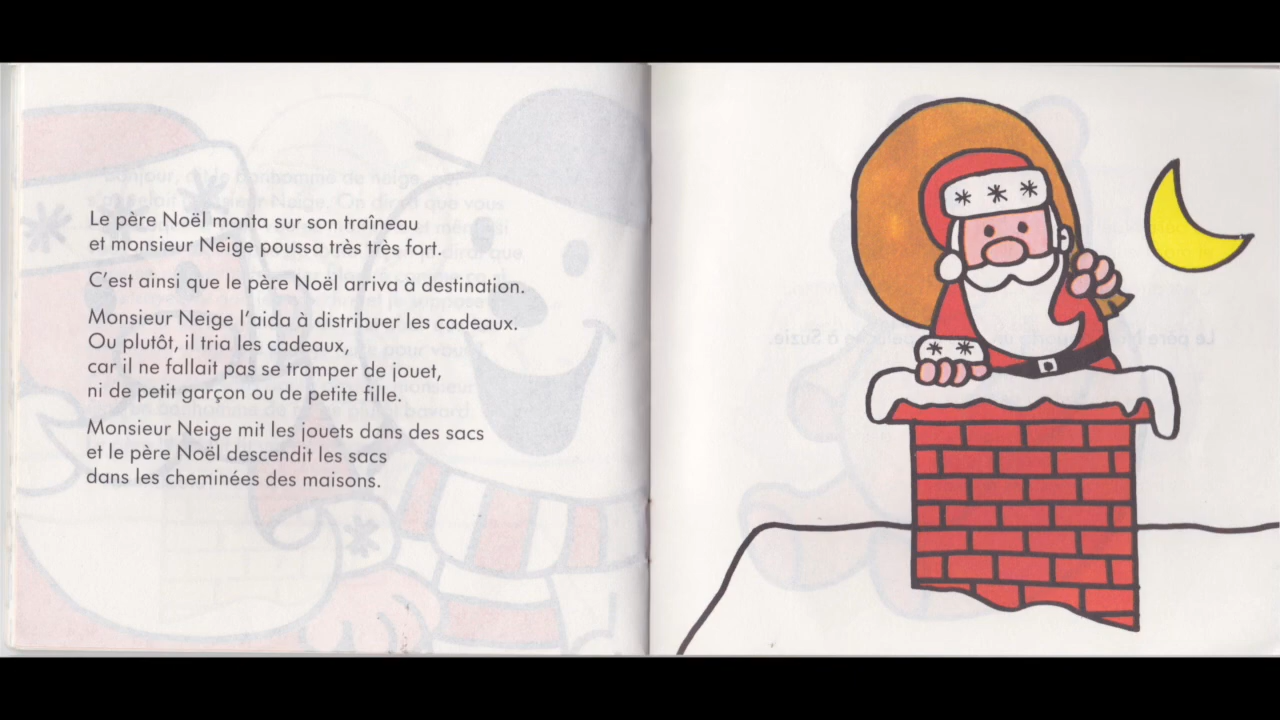 Le père Noël monta sur son traîneau
et monsieur Neige poussa très très fort.
C'est ainsi que le père Noël arriva à destination.
Monsieur Neige l'aida à distribuer les cadeaux.
Ou plutôt, il tria les cadeaux,
car il ne fallait pas se tromper de jouet,
ni de petit garçon ou de petite fille.
Monsieur Neige mit les jouets dans des sacs
et le père Noël descendit les sacs
dans les cheminées des maisons.